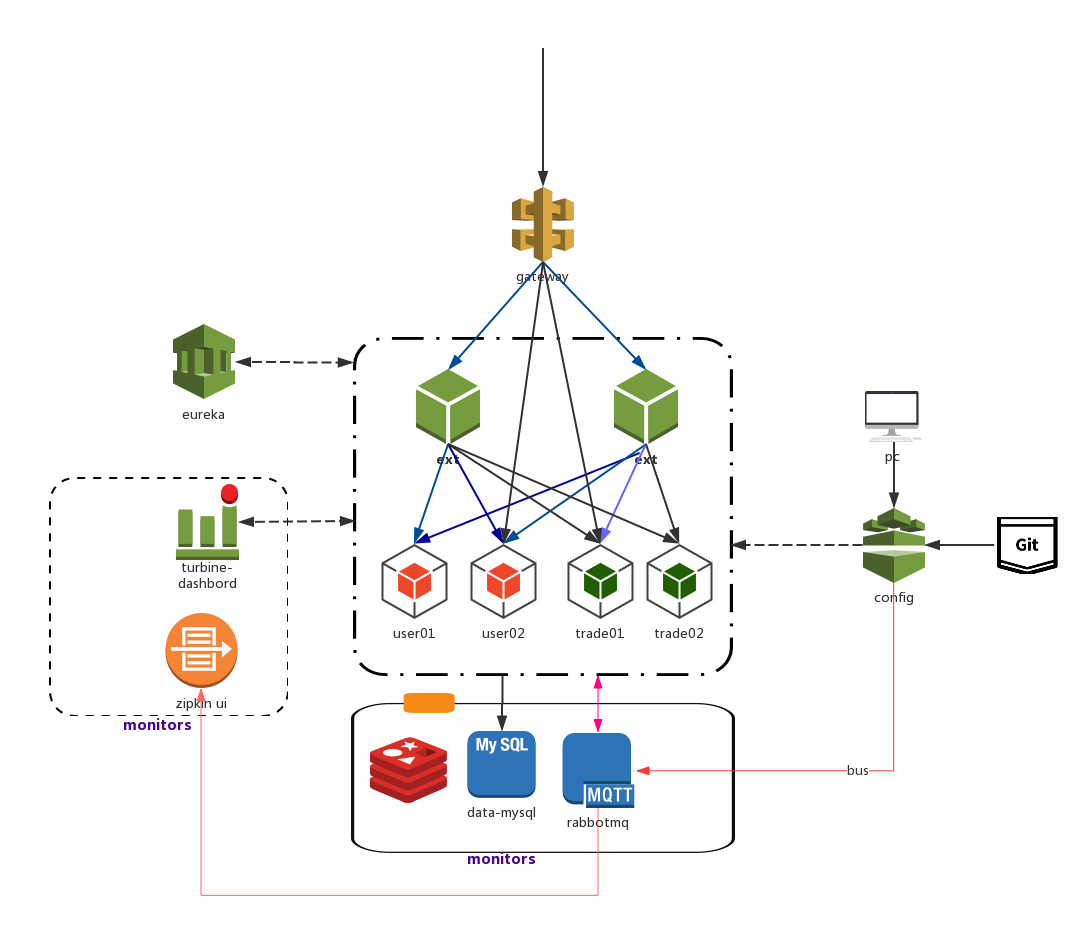 gateway
eureka
ext
ext
pc
Git
config
turbine-
dashbord
user01
user02
trade01
trade02
zipkin ui
monitors
My SQL
MQTT
bus
data-mysql
rabbotmq
monitors